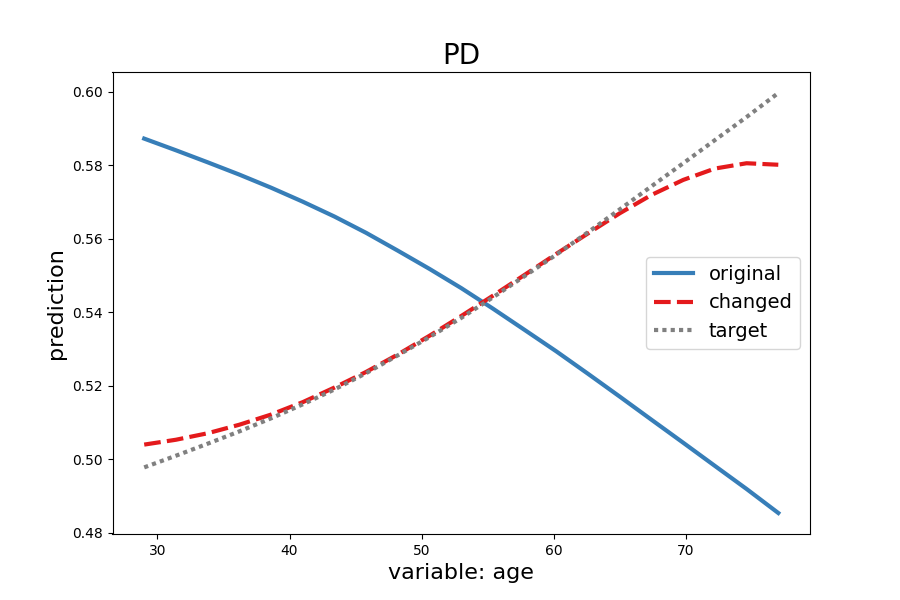 PD
0.60
0.58
0.56
0.54
0.52
0.50
0.48
prediction
original
changed
target
30 40 50 60 70
variable: age